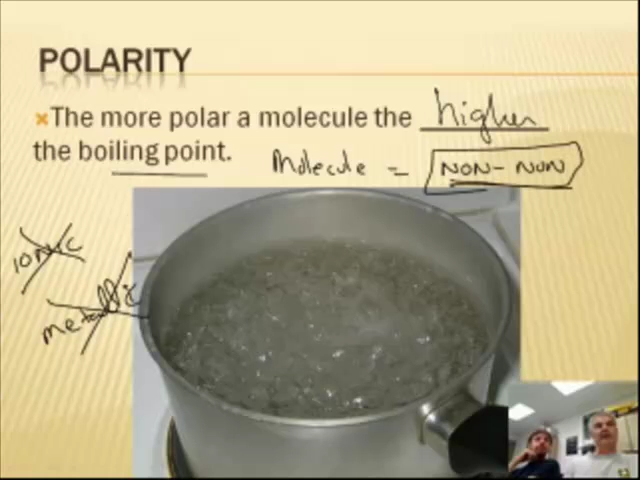 POLARITY
The more polar a molecule the higher
the boiling point. Molecule = NON-NON
ionic
metallic